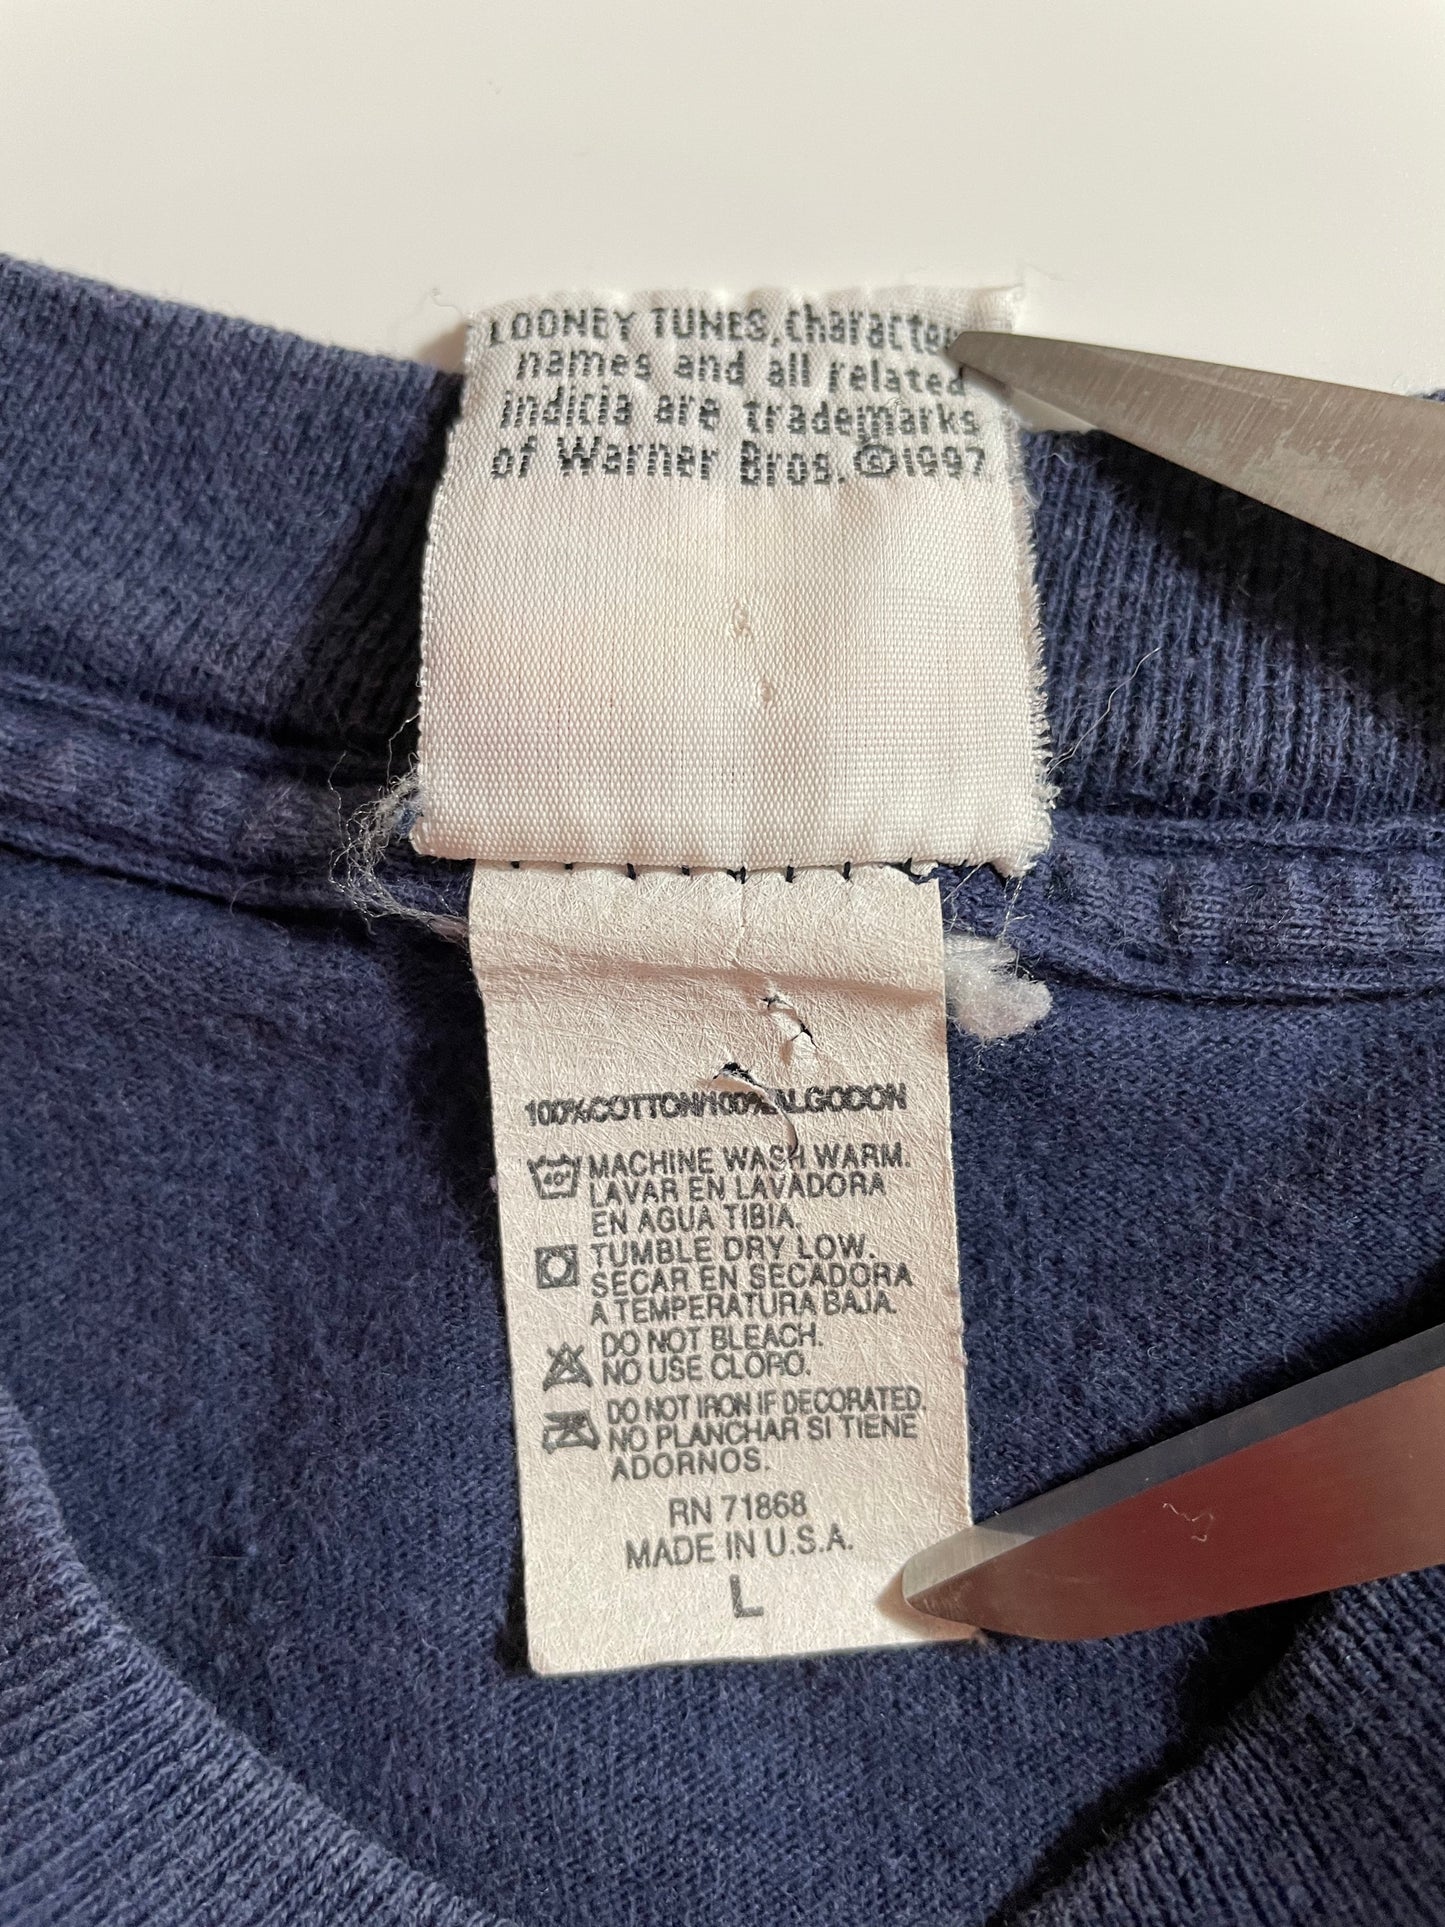 LOONEY TUNES, character
names and all related
indicia are trademarks
of Warner Bros. ©1997
100%COTTON/100%ALGODON
40 MACHINE WASH WARM.
LAVAR EN LAVADORA
EN AGUA TIBIA.
TUMBLE DRY LOW.
SECAR EN SECADORA
A TEMPERATURA BAJA.
DO NOT BLEACH.
NO USE CLORO.
DO NOT IRON IF DECORATED.
NO PLANCHAR SI TIENE
ADORNOS.
RN 71868
MADE IN U.S.A.
L